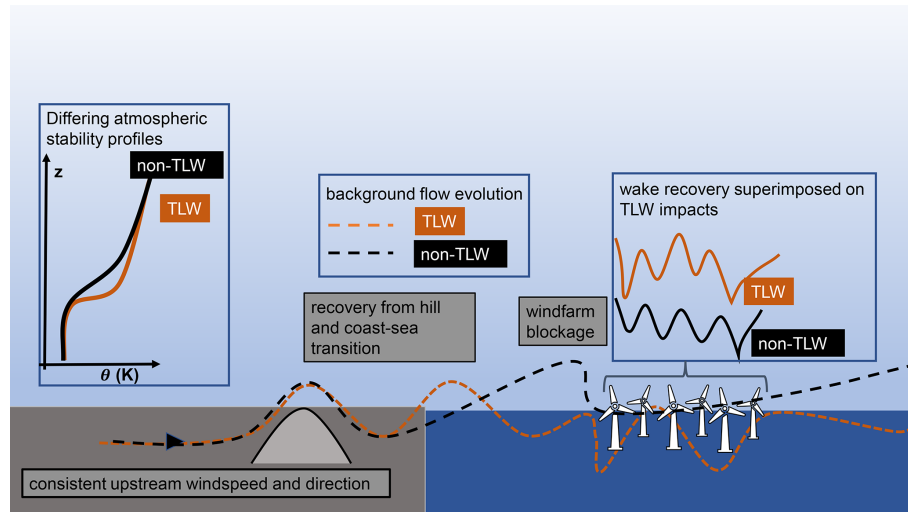 Differing atmospheric
stability profiles
z
non-TLW
TLW
θ (K)
background flow evolution
TLW
non-TLW
wake recovery superimposed on
TLW impacts
TLW
non-TLW
recovery from hill
and coast-sea
transition
windfarm
blockage
consistent upstream windspeed and direction